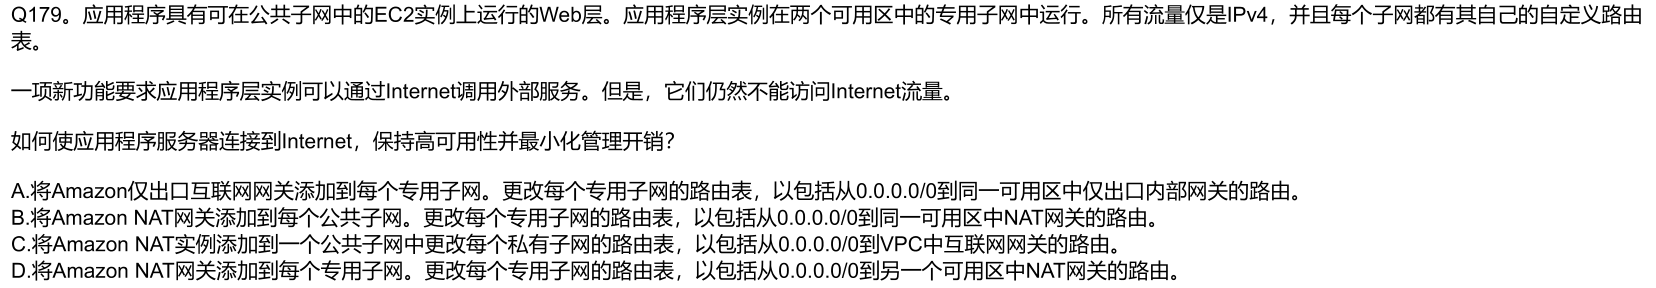 Q179。应用程序具有可在公共子网中的EC2实例上运行的Web层。应用程序层实例在两个可用区中的专用子网中运行。所有流量仅是IPv4，并且每个子网都有其自己的自定义路由
表。
一项新功能要求应用程序层实例可以通过Internet调用外部服务。但是，它们仍然不能访问Internet流量。
如何使应用程序服务器连接到Internet，保持高可用性并最小化管理开销？
A.将Amazon仅出口互联网网关添加到每个专用子网。更改每个专用子网的路由表，以包括从0.0.0.0/0到同一可用区中仅出口内部网关的路由。
B.将Amazon NAT网关添加到每个公共子网。更改每个专用子网的路由表，以包括从0.0.0.0/0到同一可用区中NAT网关的路由。
C.将Amazon NAT实例添加到一个公共子网中更改每个私有子网的路由表，以包括从0.0.0.0/0到VPC中互联网网关的路由。
D.将Amazon NAT网关添加到每个专用子网。更改每个专用子网的路由表，以包括从0.0.0.0/0到另一个可用区中NAT网关的路由。